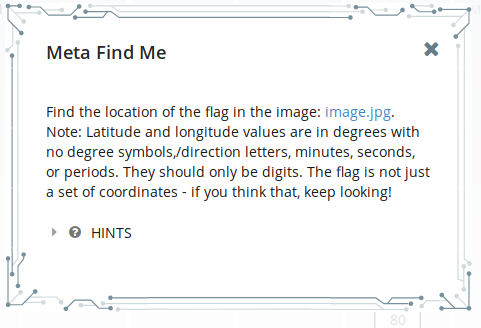 Meta Find Me
Find the location of the flag in the image: image.jpg.
Note: Latitude and longitude values are in degrees with
no degree symbols,/direction letters, minutes, seconds,
or periods. They should only be digits. The flag is not just
a set of coordinates - if you think that, keep looking!
HINTS
80